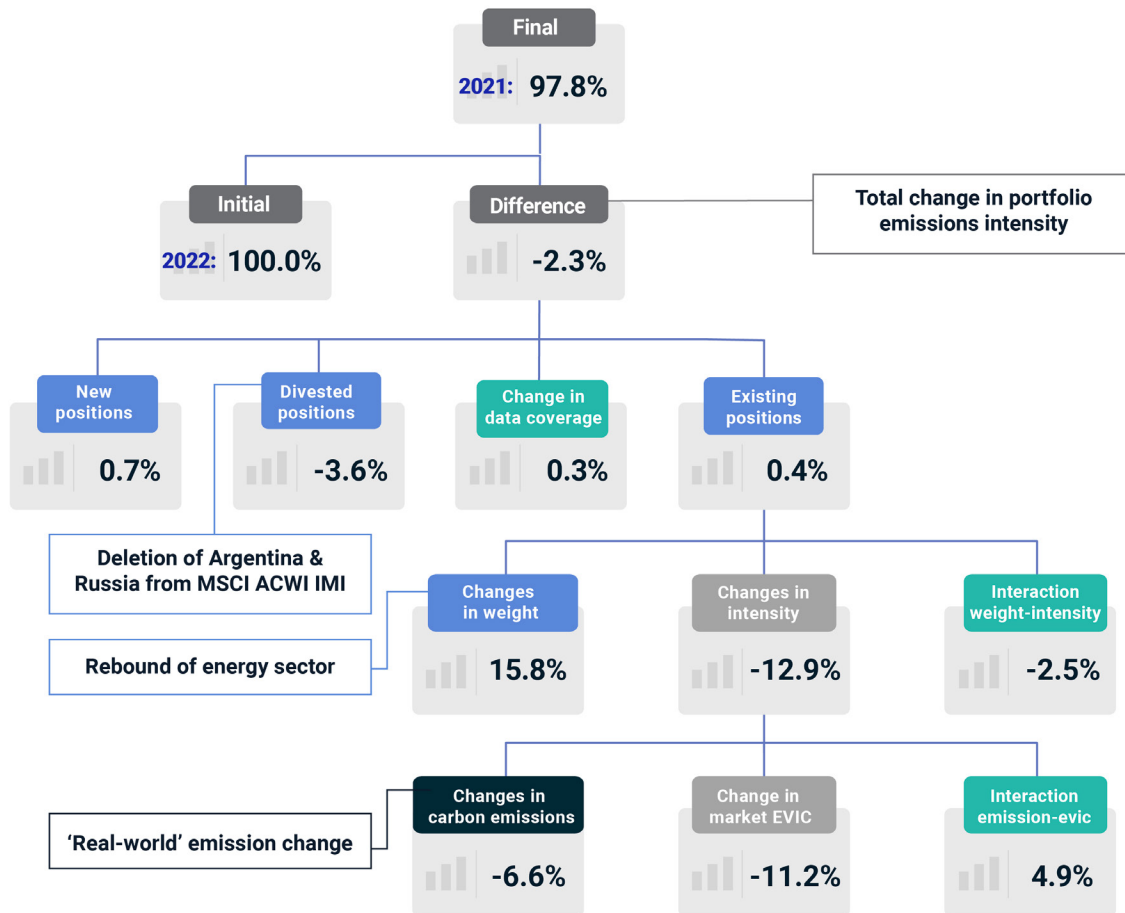 Final
2021: 97.8%
Initial
2022: 100.0%
Difference
-2.3%
Total change in portfolio
emissions intensity
New
positions
0.7%
Divested
positions
-3.6%
Change in
data coverage
0.3%
Existing
positions
0.4%
Deletion of Argentina &
Russia from MSCI ACWI IMI
Rebound of energy sector
Changes
in weight
15.8%
Changes in
intensity
-12.9%
Interaction
weight-intensity
-2.5%
‘Real-world’ emission change
Changes in
carbon emissions
-6.6%
Change in
market EVIC
-11.2%
Interaction
emission-evic
4.9%